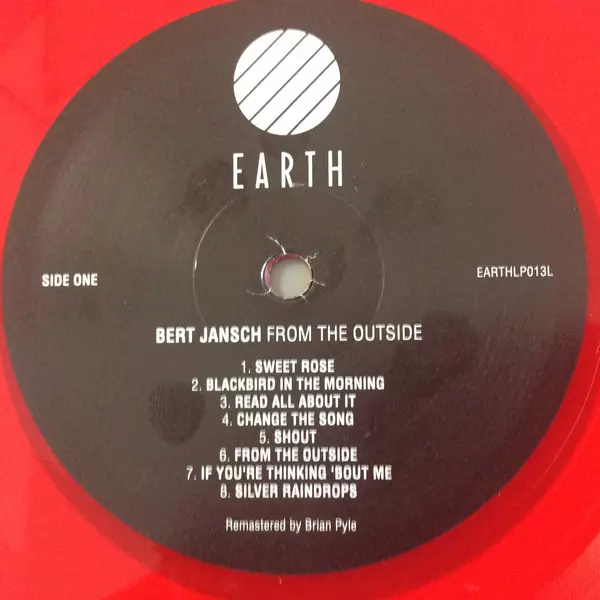 EARTH
SIDE ONE
EARTHLP013L
BERT JANSCH FROM THE OUTSIDE
1. SWEET ROSE
2. BLACKBIRD IN THE MORNING
3. READ ALL ABOUT IT
4. CHANGE THE SONG
5. SHOUT
6. FROM THE OUTSIDE
7. IF YOU'RE THINKING 'BOUT ME
8. SILVER RAINDROPS
Remastered by Brian Pyle